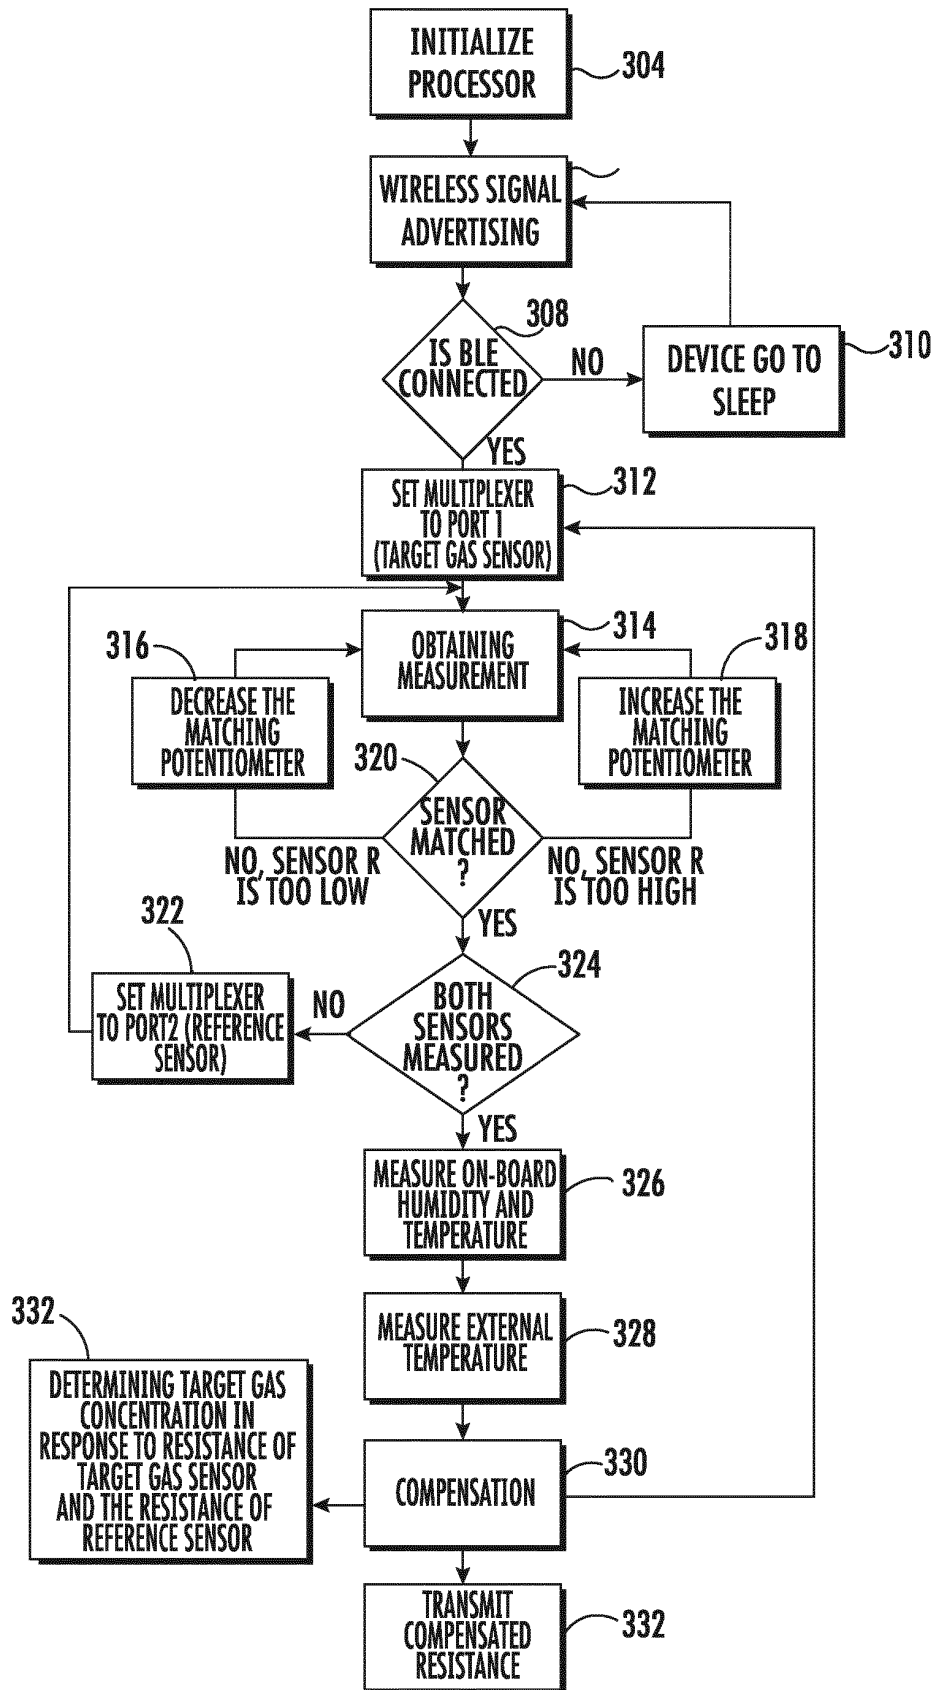 INITIALIZE
PROCESSOR
304
WIRELESS SIGNAL
ADVERTISING
308
IS BLE
CONNECTED
NO
DEVICE GO TO
SLEEP
310
YES
SET MULTIPLEXER
TO PORT 1
(TARGET GAS SENSOR)
312
OBTAINING
MEASUREMENT
314
316
DECREASE THE
MATCHING
POTENTIOMETER
318
INCREASE THE
MATCHING
POTENTIOMETER
320
SENSOR
MATCHED
?
NO, SENSOR R
IS TOO LOW
NO, SENSOR R
IS TOO HIGH
YES
322
SET MULTIPLEXER
TO PORT2 (REFERENCE
SENSOR)
NO
324
BOTH
SENSORS
MEASURED
?
YES
MEASURE ON-BOARD
HUMIDITY AND
TEMPERATURE
326
MEASURE EXTERNAL
TEMPERATURE
328
332
DETERMINING TARGET GAS
CONCENTRATION IN
RESPONSE TO RESISTANCE OF
TARGET GAS SENSOR
AND THE RESISTANCE OF
REFERENCE SENSOR
COMPENSATION
330
TRANSMIT
COMPENSATED
RESISTANCE
332